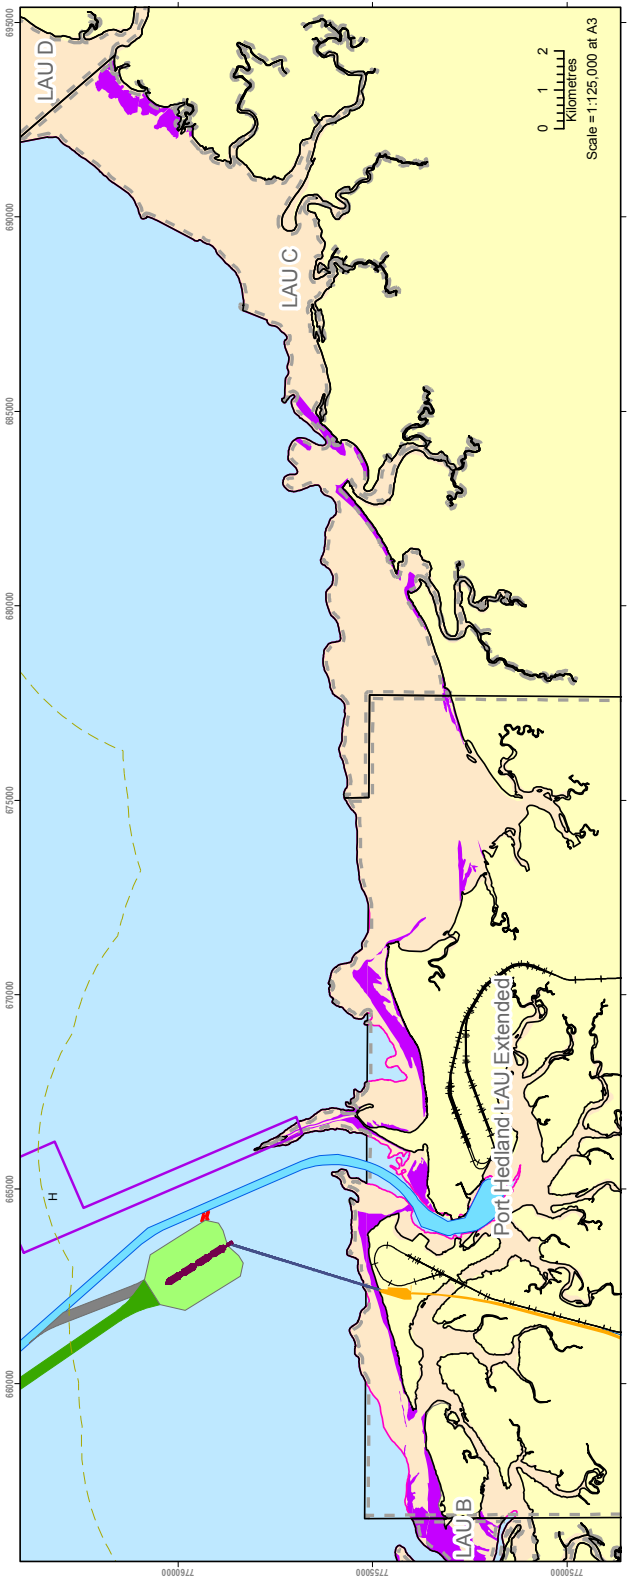 695000
LAU D
0 1 2
Kilometres
Scale = 1:125,000 at A3
690000
LAU C
685000
680000
675000
670000
Port Hedland LAU Extended
H
665000
660000
LAU B
7760000
7755000
7750000